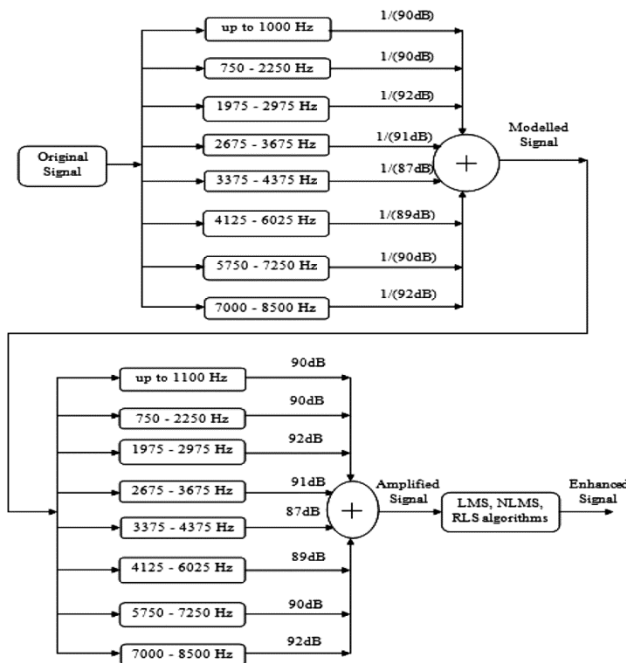 up to 1000 Hz
1/(90dB)
750 - 2250 Hz
1/(90dB)
1975 - 2975 Hz
1/(92dB)
Original
Signal
2675 - 3675 Hz
1/(91dB)
Modelled
Signal
3375 - 4375 Hz
1/(87dB)
+
4125 - 6025 Hz
1/(89dB)
5750 - 7250 Hz
1/(90dB)
7000 - 8500 Hz
1/(92dB)
up to 1100 Hz
90dB
750 - 2250 Hz
90dB
1975 - 2975 Hz
92dB
2675 - 3675 Hz
91dB
3375 - 4375 Hz
87dB
+
Amplified
Signal
LMS, NLMS,
RLS algorithms
Enhanced
Signal
4125 - 6025 Hz
89dB
5750 - 7250 Hz
90dB
7000 - 8500 Hz
92dB